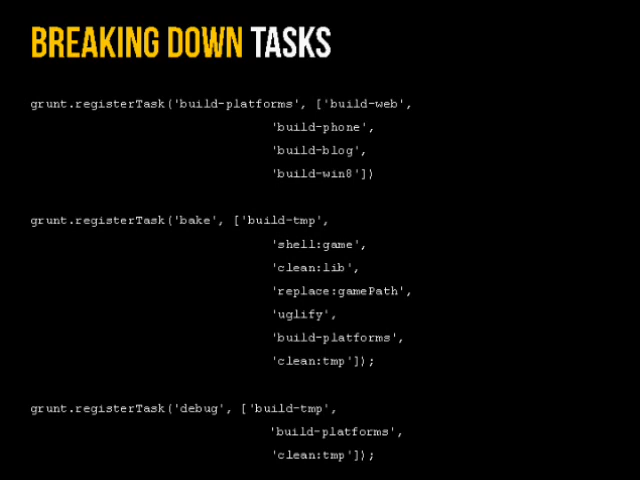 BREAKING DOWN TASKS
grunt.registerTask('build-platforms', ['build-web',
'build-phone',
'build-blog',
'build-win8'])
grunt.registerTask('bake', ['build-tmp',
'shell:game',
'clean:lib',
'replace:gamePath',
'uglify',
'build-platforms',
'clean:tmp']);
grunt.registerTask('debug', ['build-tmp',
'build-platforms',
'clean:tmp']);